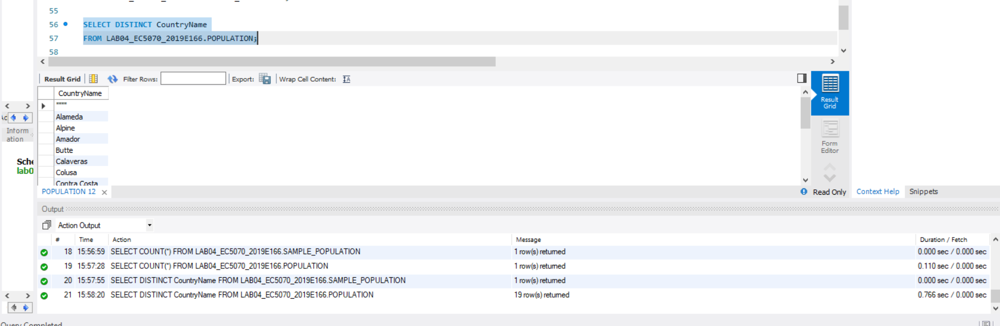 55
56 SELECT DISTINCT CountryName
57 FROM LAB04_EC5070_2019E166.POPULATION;
58
Result Grid Filter Rows: Export: Wrap Cell Content:
CountryName
""""
Alameda
Alpine
Amador
Butte
Calaveras
Colusa
Contra Costa
Result
Grid
Form
Editor
Inform
ation
Sche
lab0
POPULATION 12
Read Only
Context Help Snippets
Output
Action Output
# Time Action Message Duration / Fetch
18 15:56:59 SELECT COUNT(*) FROM LAB04_EC5070_2019E166.SAMPLE_POPULATION 1 row(s) returned 0.000 sec / 0.000 sec
19 15:57:28 SELECT COUNT(*) FROM LAB04_EC5070_2019E166.POPULATION 1 row(s) returned 0.110 sec / 0.000 sec
20 15:57:55 SELECT DISTINCT CountryName FROM LAB04_EC5070_2019E166.SAMPLE_POPULATION 1 row(s) returned 0.000 sec / 0.000 sec
21 15:58:20 SELECT DISTINCT CountryName FROM LAB04_EC5070_2019E166.POPULATION 19 row(s) returned 0.766 sec / 0.000 sec
Query Completed